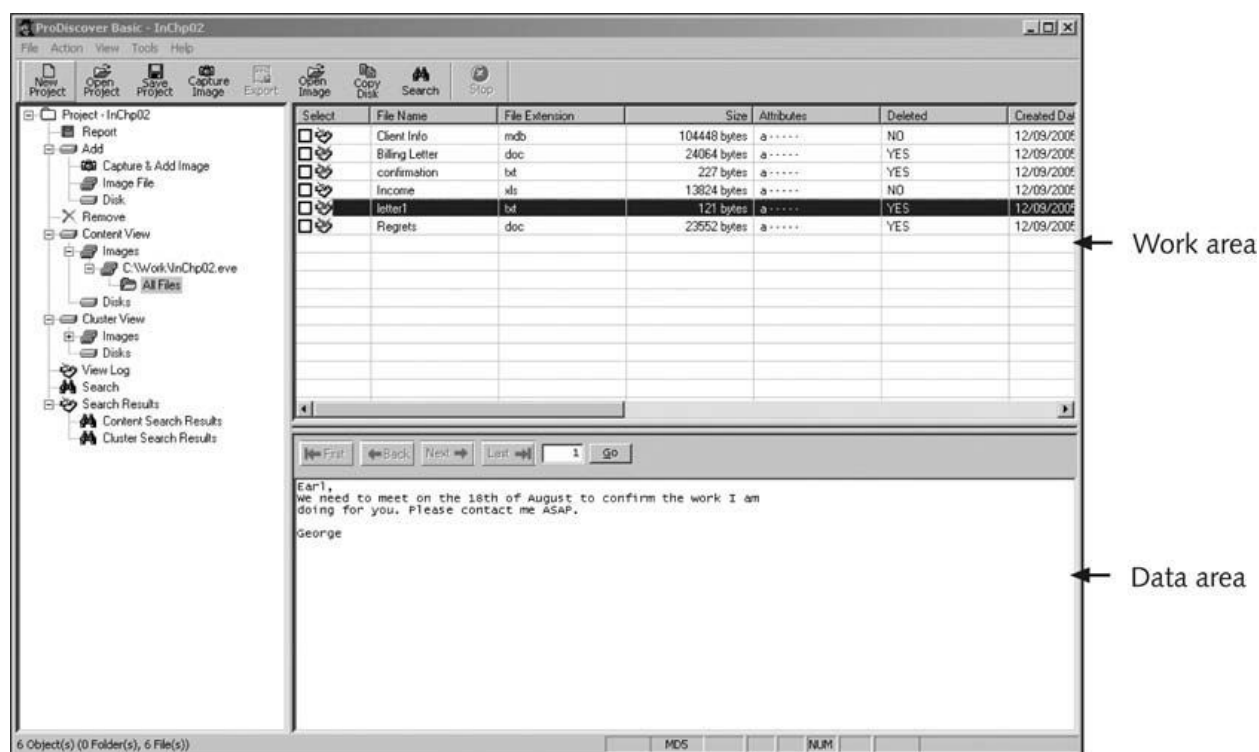 ProDiscover Basic - InChp02
File Action View Tools Help
New Project Open Project Save Project Capture Image Export Open Image Copy Disk Search Stop
Project - InChp02
Report
Add
Capture & Add Image
Image File
Disk
Remove
Content View
Images
C:\Work\InChp02.eve
All Files
Disks
Cluster View
Images
Disks
View Log
Search
Search Results
Content Search Results
Cluster Search Results
Select File Name File Extension Size Attributes Deleted Created Dat
Client Info mdb 104448 bytes a - - - - - NO 12/09/2005
Billing Letter doc 24064 bytes a - - - - - YES 12/09/2005
confirmation txt 227 bytes a - - - - - YES 12/09/2005
Income xls 13824 bytes a - - - - - NO 12/09/2005
letter1 txt 121 bytes a - - - - - YES 12/09/2005
Regrets doc 23552 bytes a - - - - - YES 12/09/2005
Work area
First Back Next Last 1 Go
Earl,
We need to meet on the 18th of August to confirm the work I am
doing for you. Please contact me ASAP.
George
Data area
6 Object(s) (0 Folder(s), 6 File(s)) MD5 NUM